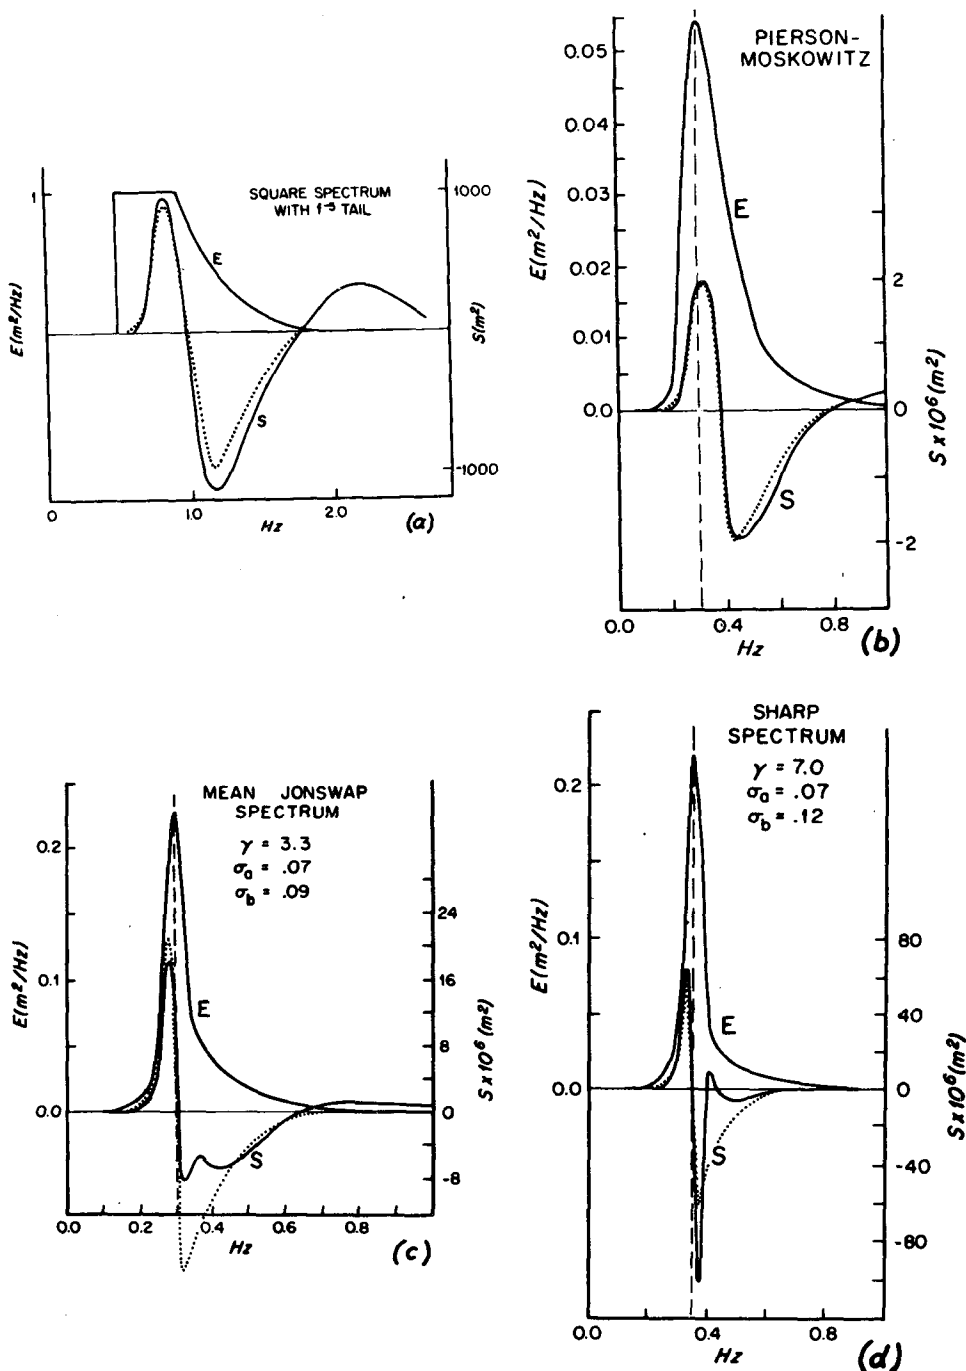 SQUARE SPECTRUM
WITH f⁻⁵ TAIL
E(m²/Hz)
1
E
S
S(m²)
1000
-1000
0
1.0
2.0
Hz
(a)
PIERSON-
MOSKOWITZ
E(m²/Hz)
0.05
0.04
0.03
0.02
0.01
0.0
E
S
S x 10⁶ (m²)
2
0
-2
0.0
0.4
0.8
Hz
(b)
MEAN JONSWAP
SPECTRUM
γ = 3.3
σa = .07
σb = .09
E(m²/Hz)
0.2
0.1
0.0
E
S
S x 10⁶ (m²)
24
16
8
0
-8
0.0
0.2
0.4
0.6
0.8
Hz
(c)
SHARP
SPECTRUM
γ = 7.0
σa = .07
σb = .12
E(m²/Hz)
0.2
0.1
0.0
E
S
S x 10⁶ (m²)
80
40
0
-40
-80
0.0
0.4
0.8
Hz
(d)